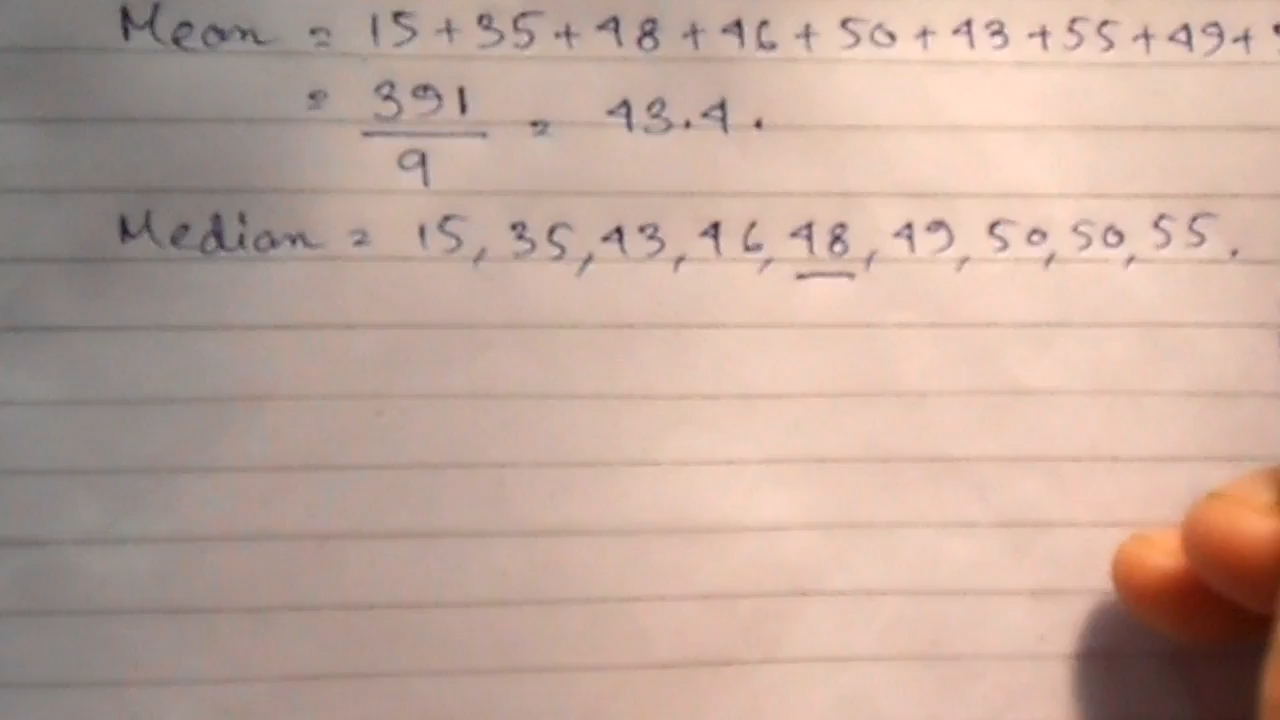 Mean = 15+35+48+46+50+43+55+49+
= 391/9 = 43.4.
Median = 15, 35, 43, 46, 48, 49, 50, 50, 55.